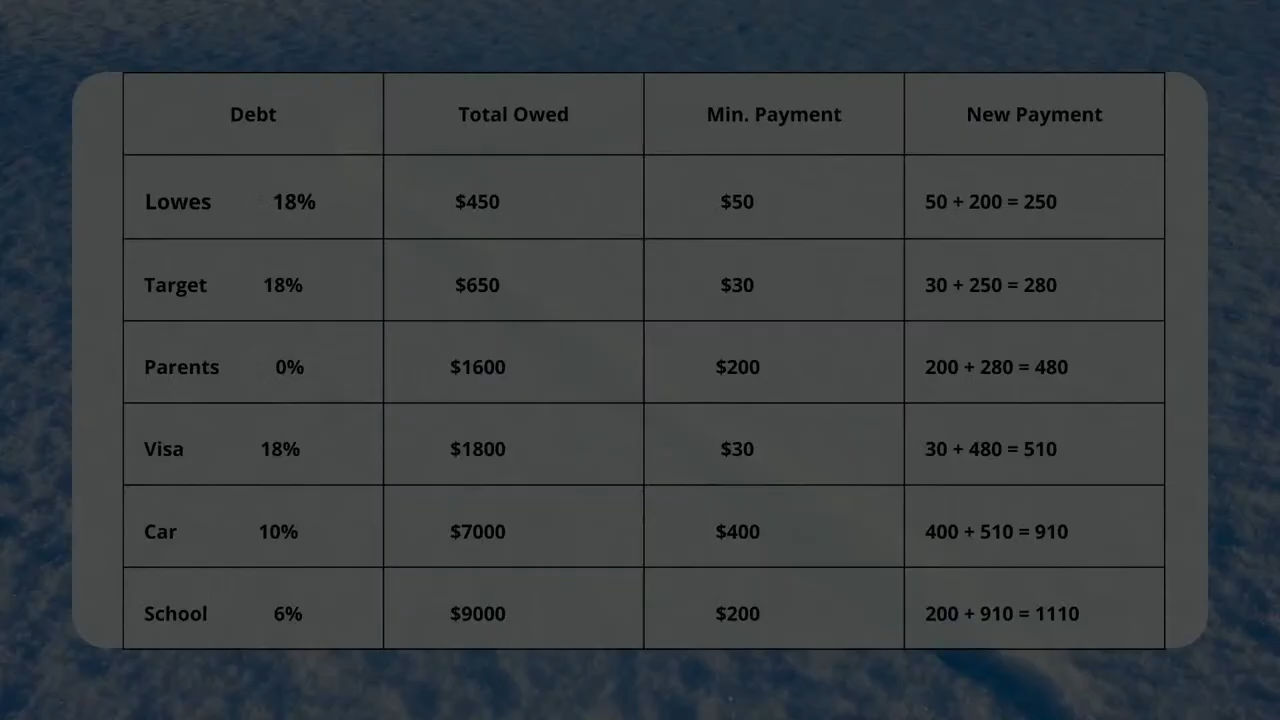 Debt Total Owed Min. Payment New Payment
Lowes 18% $450 $50 50 + 200 = 250
Target 18% $650 $30 30 + 250 = 280
Parents 0% $1600 $200 200 + 280 = 480
Visa 18% $1800 $30 30 + 480 = 510
Car 10% $7000 $400 400 + 510 = 910
School 6% $9000 $200 200 + 910 = 1110